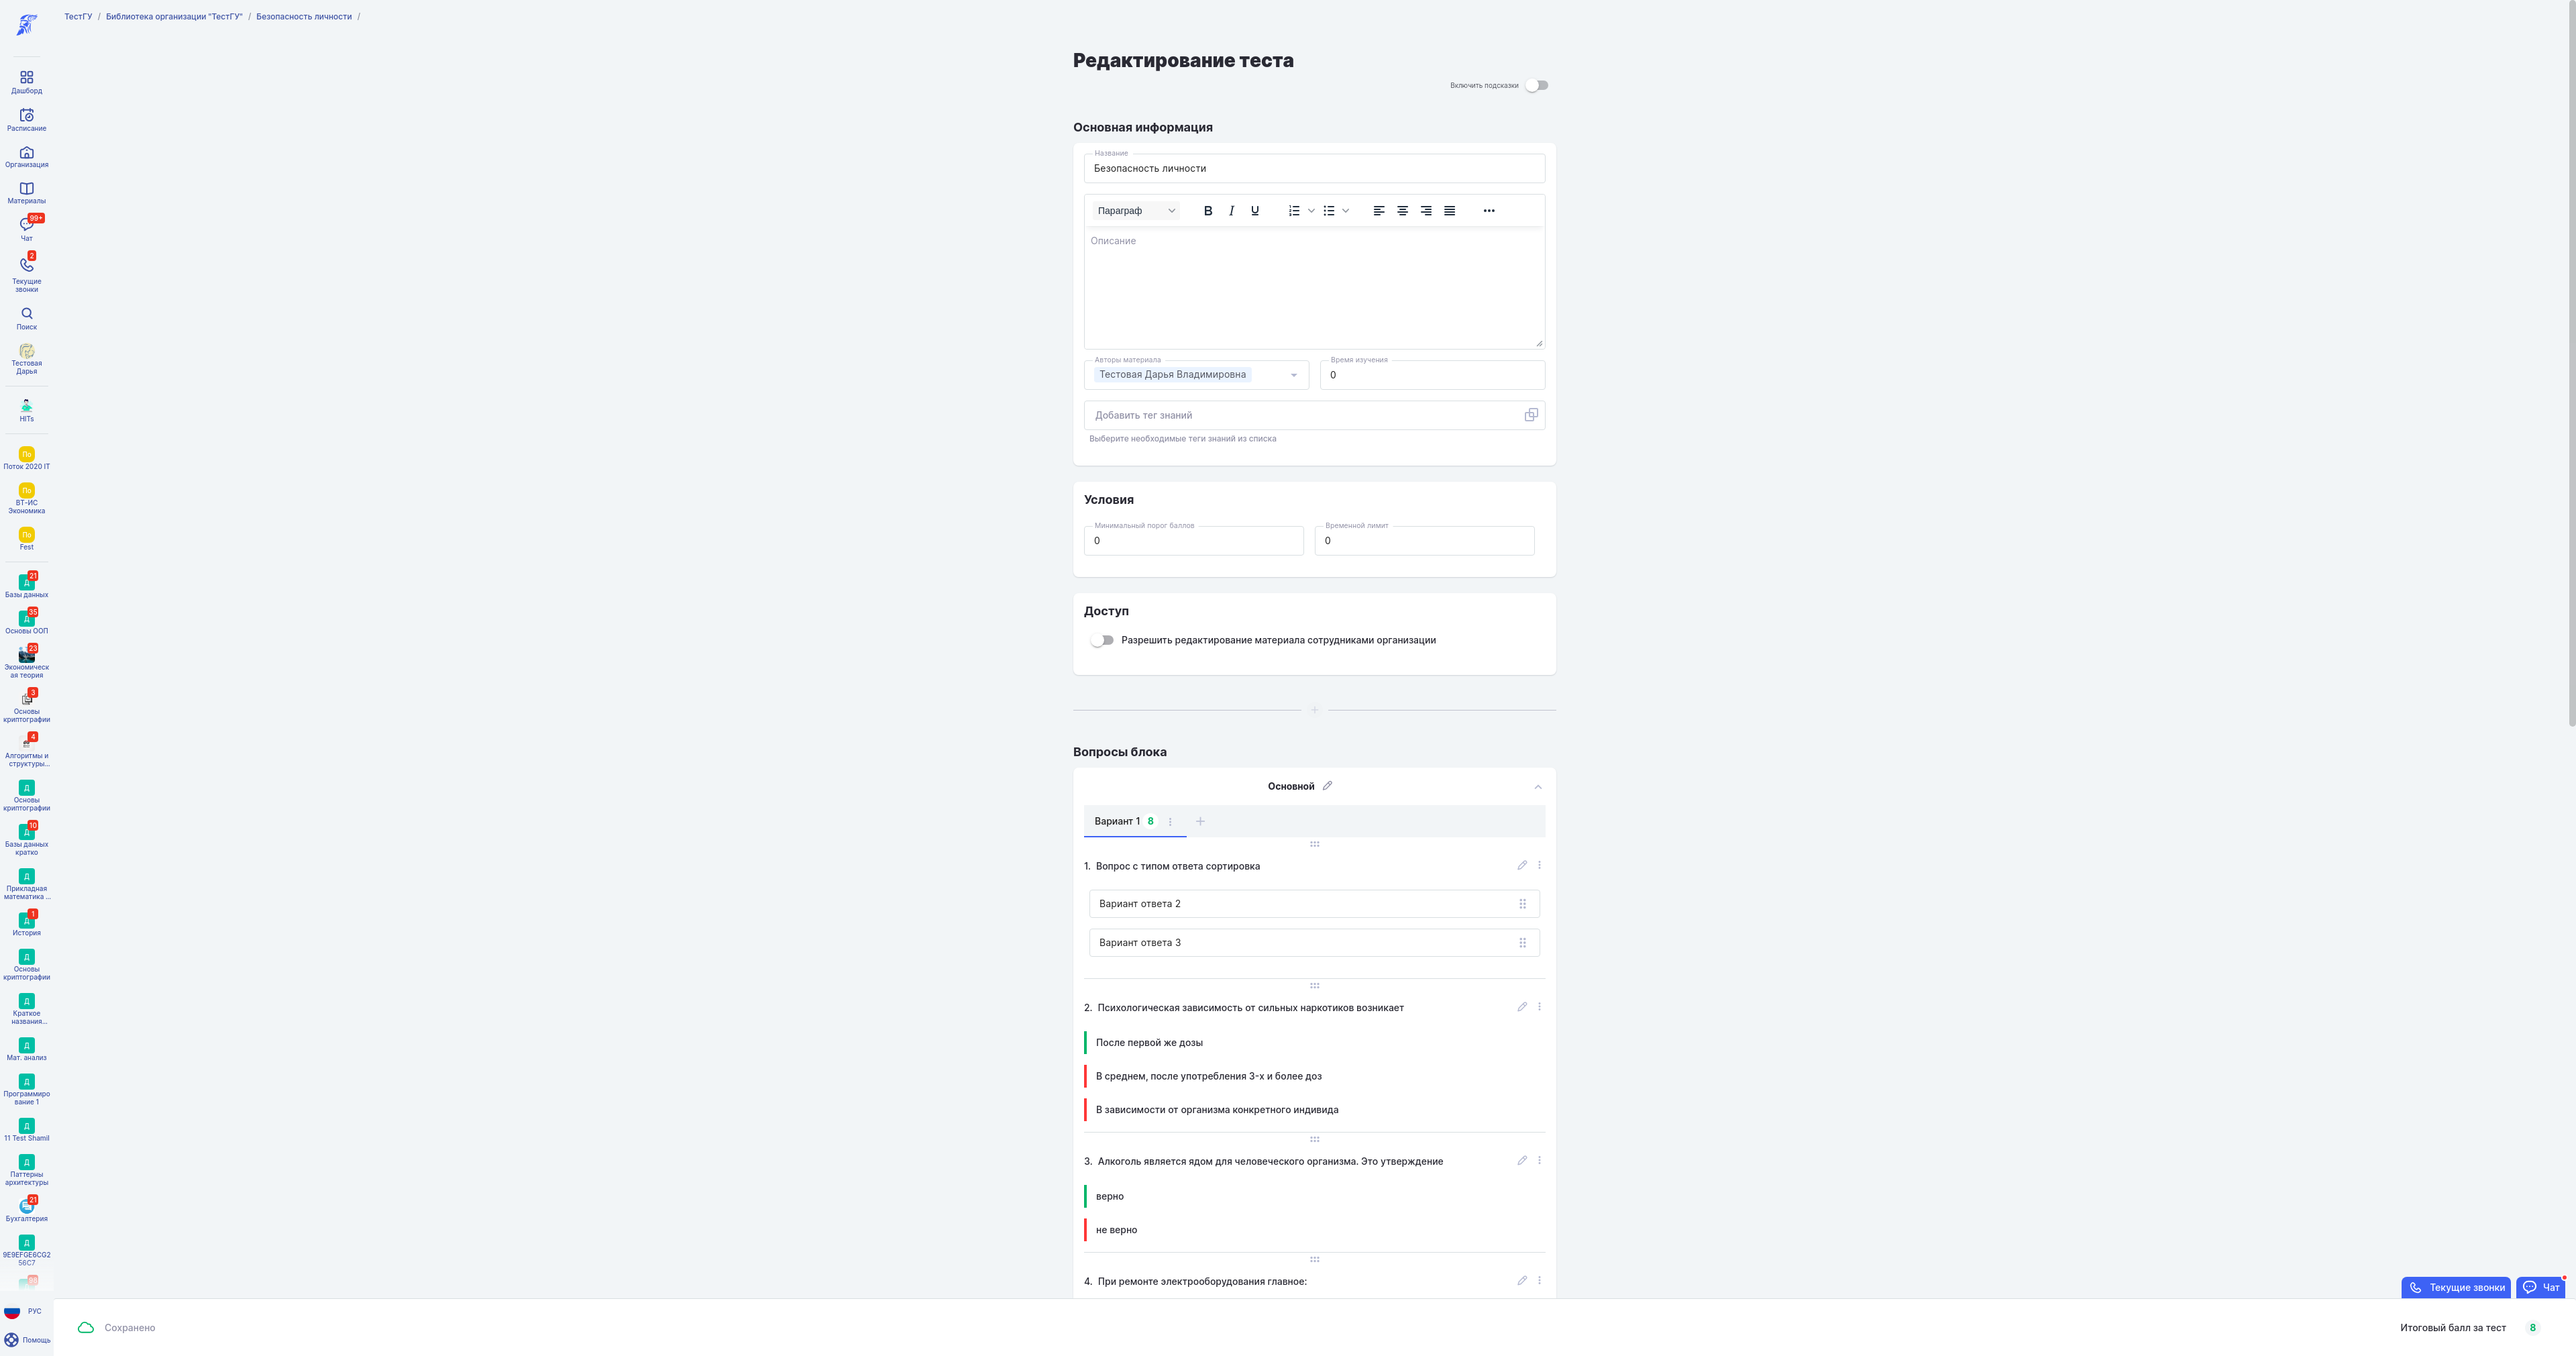 ТестГУ / Библиотека организации "ТестГУ" / Безопасность личности /
Дашборд
Расписание
Организация
Материалы
99+
Чат
2
Текущие
звонки
Поиск
Тестовая
Дарья
HITs
По
Поток 2020 IT
По
ВТ-ИС
Экономика
По
Fest
21
Д
Базы данных
35
Д
Основы ООП
23
Экономическ
ая теория
3
Основы
криптографии
4
Алгоритмы и
структуры...
Д
Основы
криптографии
10
Д
Базы данных
кратко
Д
Прикладная
математика ...
1
Д
История
Д
Основы
криптографии
Д
Краткое
названия...
Д
Мат. анализ
Д
Программиро
вание 1
Д
11 Test Shamil
Д
Паттерны
архитектуры
21
Бухгалтерия
Д
9E9EFGE6CG2
56C7
РУС
Помощь
Редактирование теста
Включить подсказки
Основная информация
Название
Безопасность личности
Параграф
B I U
Описание
Авторы материала
Тестовая Дарья Владимировна
Время изучения
0
Добавить тег знаний
Выберите необходимые теги знаний из списка
Условия
Минимальный порог баллов
0
Временной лимит
0
Доступ
Разрешить редактирование материала сотрудниками организации
Вопросы блока
Основной
Вариант 1 8
1. Вопрос с типом ответа сортировка
Вариант ответа 2
Вариант ответа 3
2. Психологическая зависимость от сильных наркотиков возникает
После первой же дозы
В среднем, после употребления 3-х и более доз
В зависимости от организма конкретного индивида
3. Алкоголь является ядом для человеческого организма. Это утверждение
верно
не верно
4. При ремонте электрооборудования главное:
Текущие звонки
Чат
Сохранено
Итоговый балл за тест 8